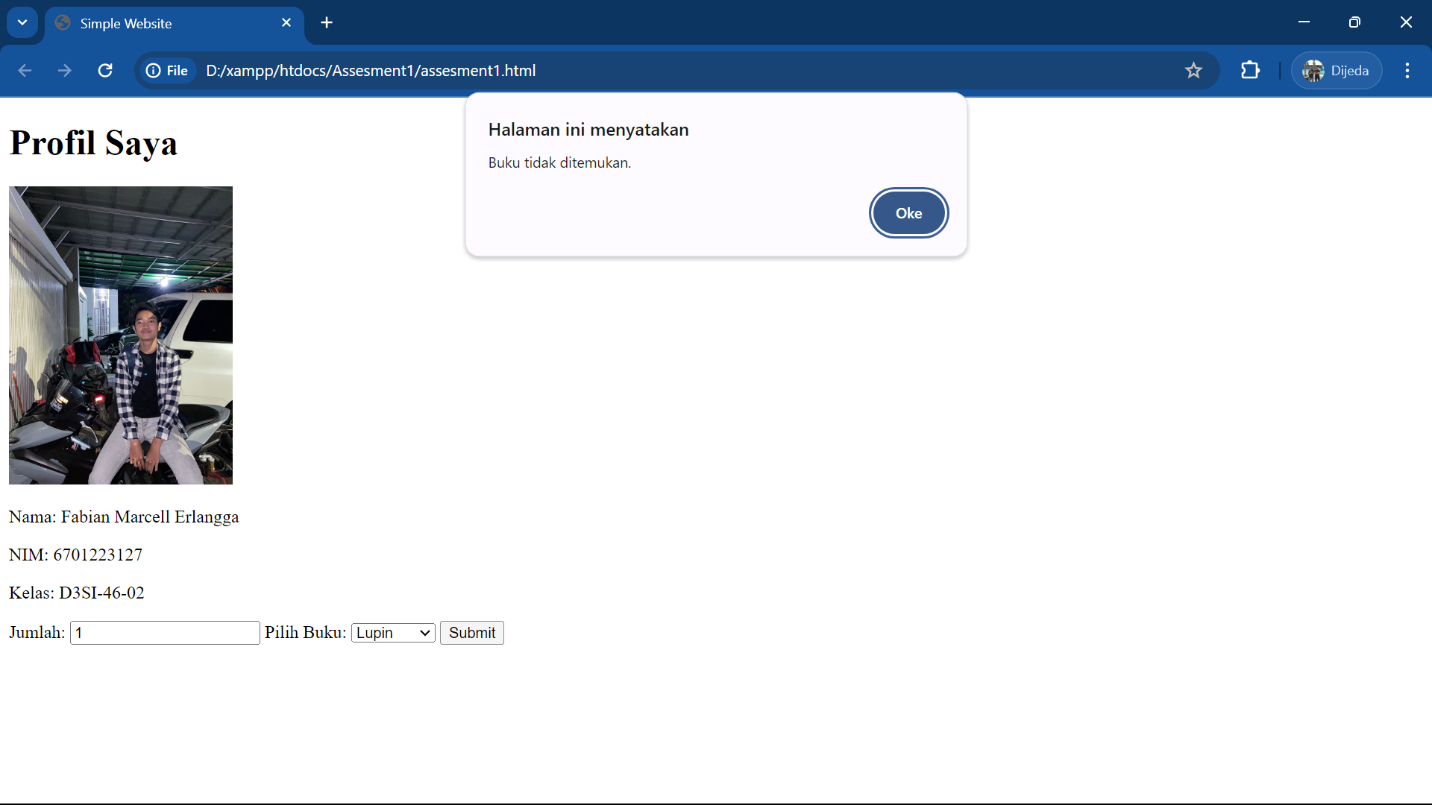 Simple Website
File D:/xampp/htdocs/Assesment1/assesment1.html Dijeda
Halaman ini menyatakan
Buku tidak ditemukan.
Oke
Profil Saya
Nama: Fabian Marcell Erlangga
NIM: 6701223127
Kelas: D3SI-46-02
Jumlah: 1 Pilih Buku: Lupin Submit